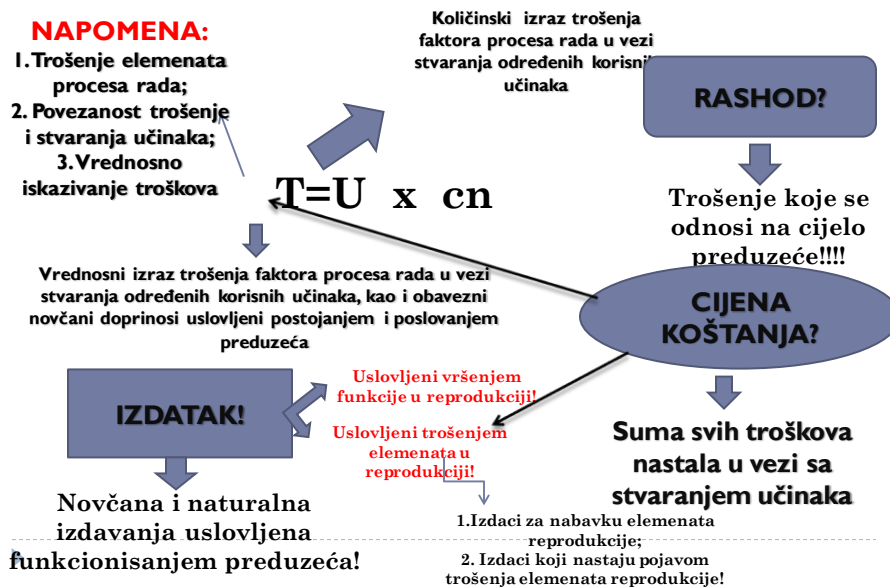 NAPOMENA:
1. Trošenje elemenata
procesa rada;
2. Povezanost trošenje
i stvaranja učinaka;
3. Vrednosno
iskazivanje troškova
Količinski izraz trošenja
faktora procesa rada u vezi
stvaranja određenih korisnih
učinaka
RASHOD?
T=U x cn
Trošenje koje se
odnosi na cijelo
preduzeće!!!!
Vrednosni izraz trošenja faktora procesa rada u vezi
stvaranja određenih korisnih učinaka, kao i obavezni
novčani doprinosi uslovljeni postojanjem i poslovanjem
preduzeća
CIJENA
KOŠTANJA?
IZDATAK!
Uslovljeni vršenjem
funkcije u reprodukciji!
Uslovljeni trošenjem
elemenata u
reprodukciji!
Suma svih troškova
nastala u vezi sa
stvaranjem učinaka
Novčana i naturalna
izdavanja uslovljena
funkcionisanjem preduzeća!
1.Izdaci za nabavku elemenata
reprodukcije;
2. Izdaci koji nastaju pojavom
trošenja elemenata reprodukcije!